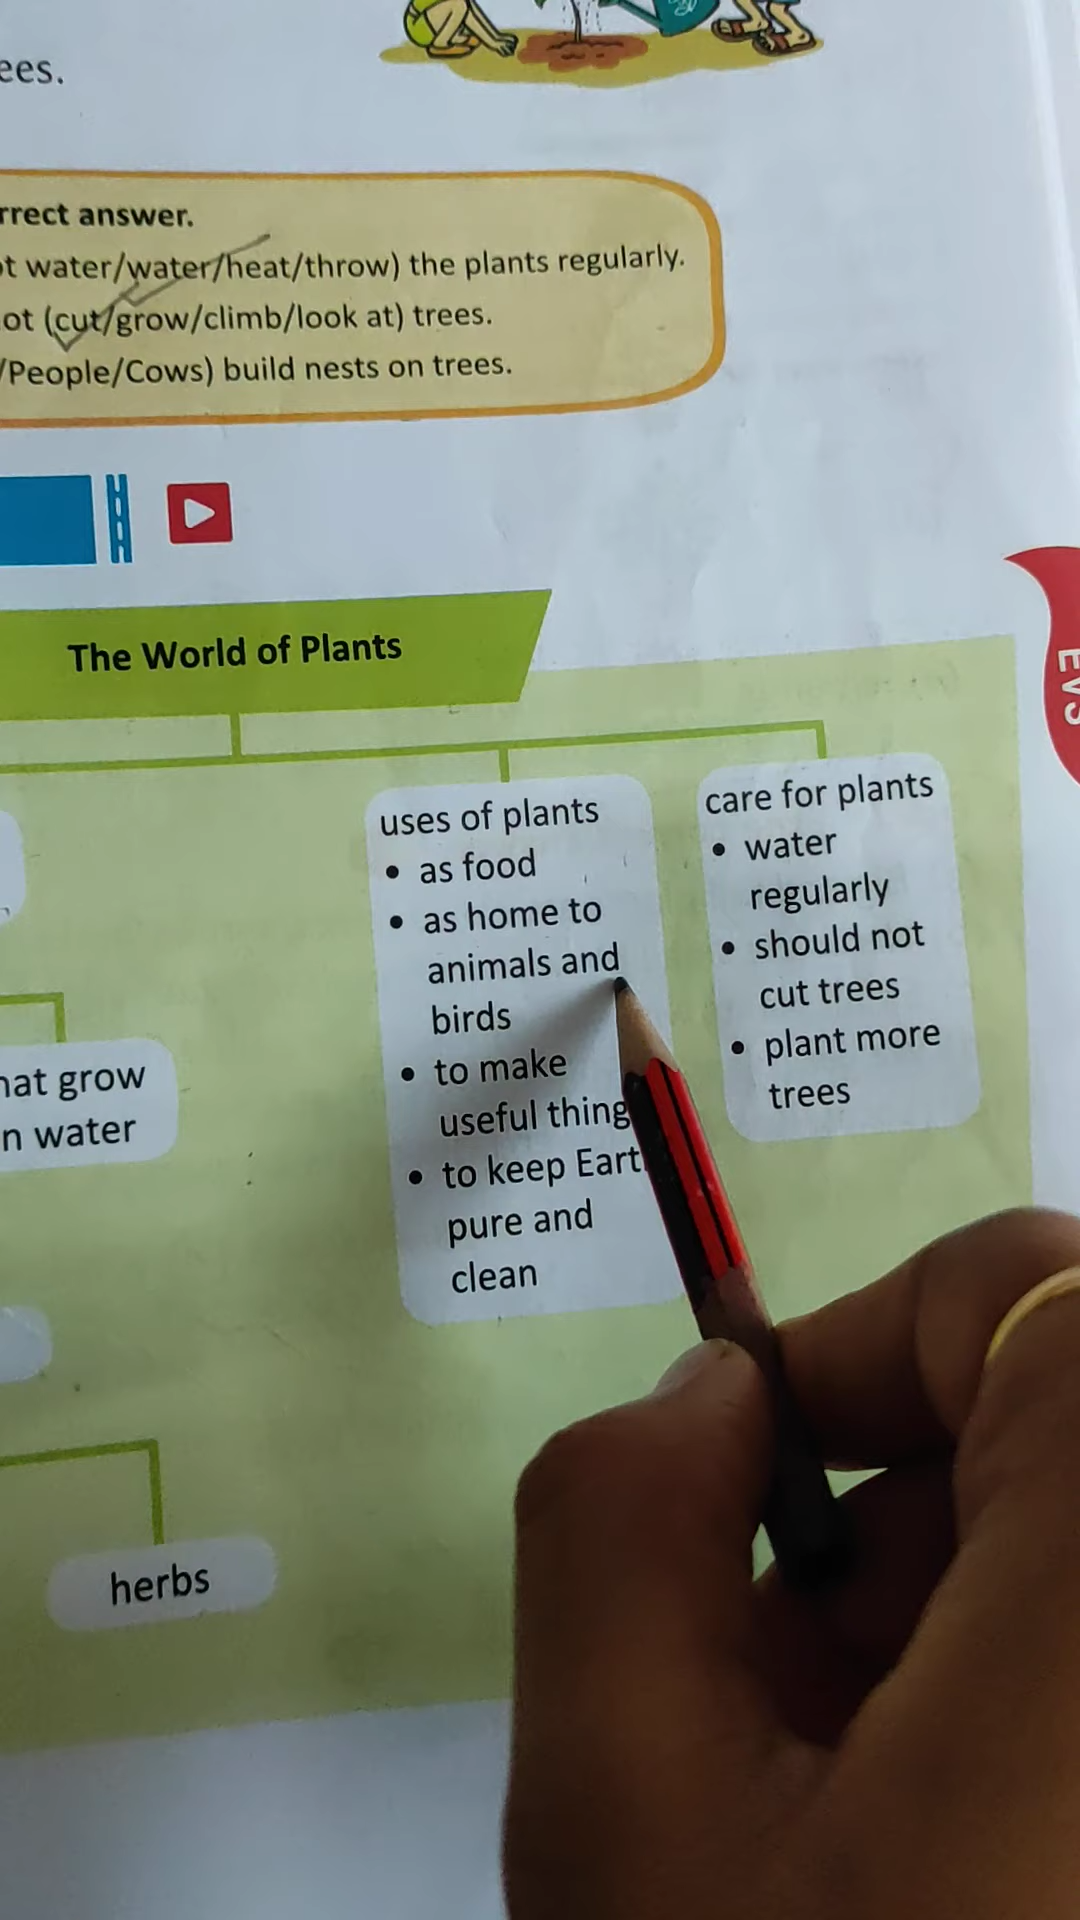 ees.
rrect answer.
t water/water/heat/throw) the plants regularly.
ot (cut/grow/climb/look at) trees.
/People/Cows) build nests on trees.
The World of Plants
EVS
uses of plants
• as food
• as home to
animals and
birds
• to make
useful thing
• to keep Eart
pure and
clean
care for plants
• water
regularly
• should not
cut trees
• plant more
trees
hat grow
n water
herbs